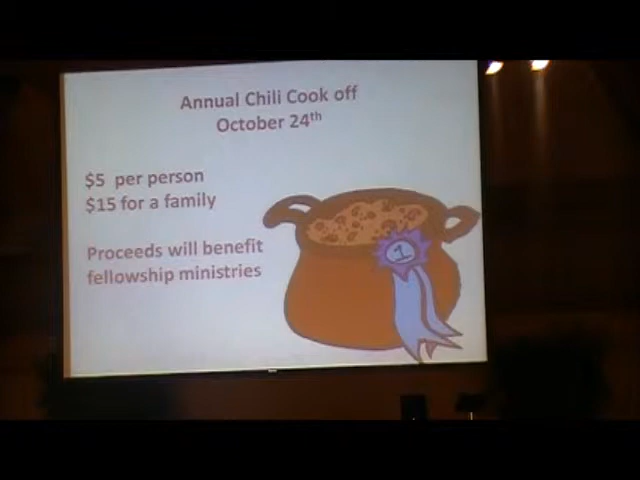 Annual Chili Cook off
October 24th
$5 per person
$15 for a family
Proceeds will benefit
fellowship ministries
1